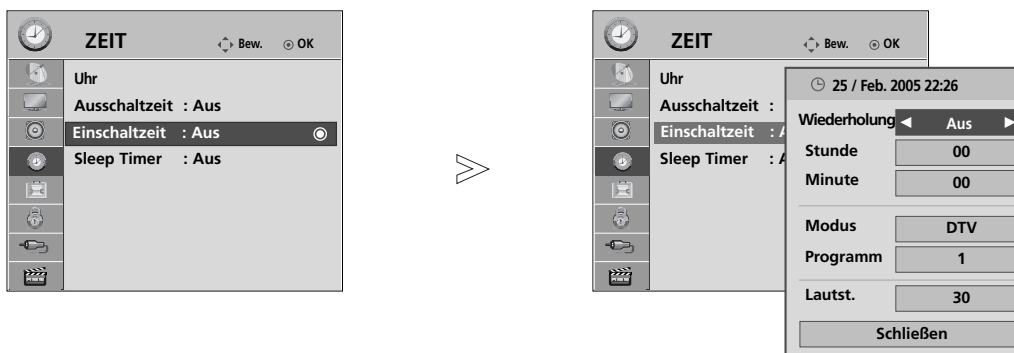 ZEIT Bew. OK
Uhr
Ausschaltzeit : Aus
Einschaltzeit : Aus
Sleep Timer : Aus
>
ZEIT Bew. OK
Uhr
Ausschaltzeit :
Einschaltzeit : A
Sleep Timer : A
25 / Feb. 2005 22:26
Wiederholung ◄ Aus ►
Stunde 00
Minute 00
Modus DTV
Programm 1
Lautst. 30
Schließen